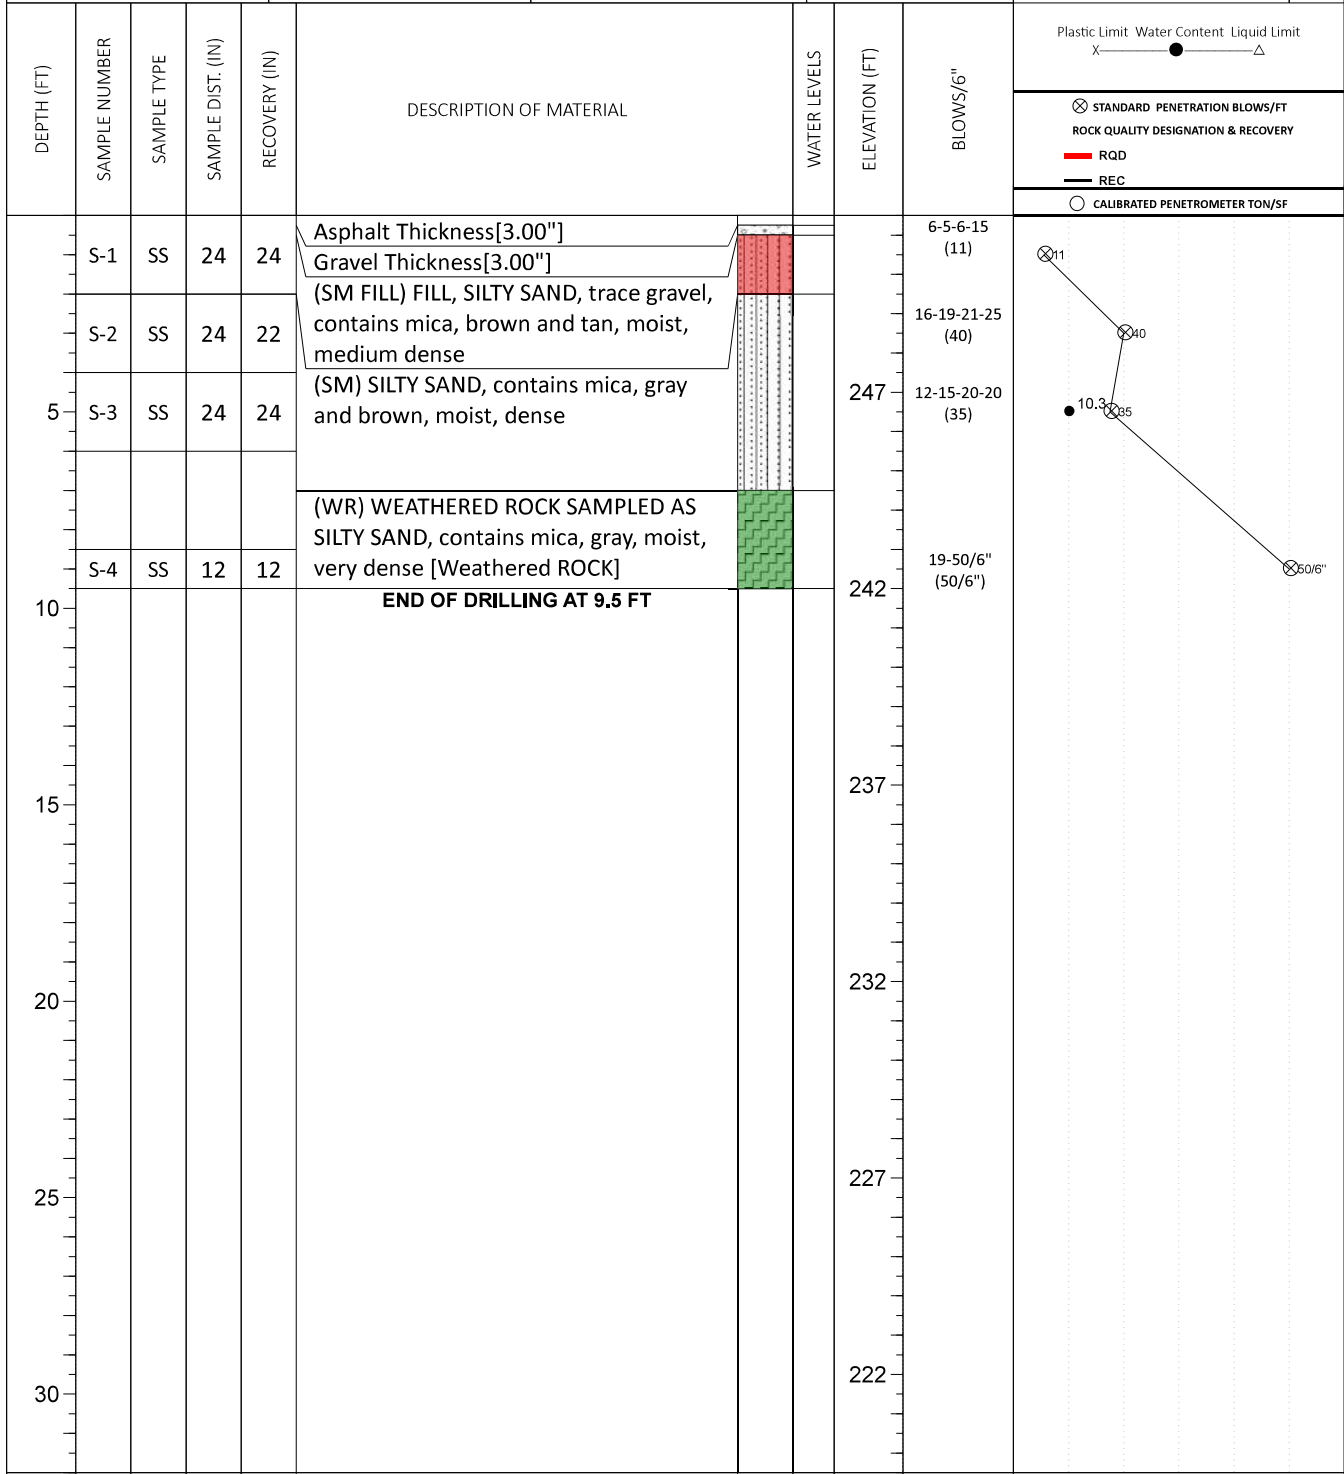 DEPTH (FT)
SAMPLE NUMBER
SAMPLE TYPE
SAMPLE DIST. (IN)
RECOVERY (IN)
DESCRIPTION OF MATERIAL
WATER LEVELS
ELEVATION (FT)
BLOWS/6"
Plastic Limit Water Content Liquid Limit
X
STANDARD PENETRATION BLOWS/FT
ROCK QUALITY DESIGNATION & RECOVERY
RQD
REC
CALIBRATED PENETROMETER TON/SF
S-1 SS 24 24
Asphalt Thickness[3.00"]
Gravel Thickness[3.00"]
6-5-6-15
(11)
11
(SM FILL) FILL, SILTY SAND, trace gravel,
contains mica, brown and tan, moist,
medium dense
S-2 SS 24 22
16-19-21-25
(40)
40
(SM) SILTY SAND, contains mica, gray
and brown, moist, dense
5 S-3 SS 24 24
247
12-15-20-20
(35)
10.3
35
(WR) WEATHERED ROCK SAMPLED AS
SILTY SAND, contains mica, gray, moist,
very dense [Weathered ROCK]
S-4 SS 12 12
19-50/6"
(50/6")
50/6"
242
END OF DRILLING AT 9.5 FT
10
237
15
232
20
227
25
222
30